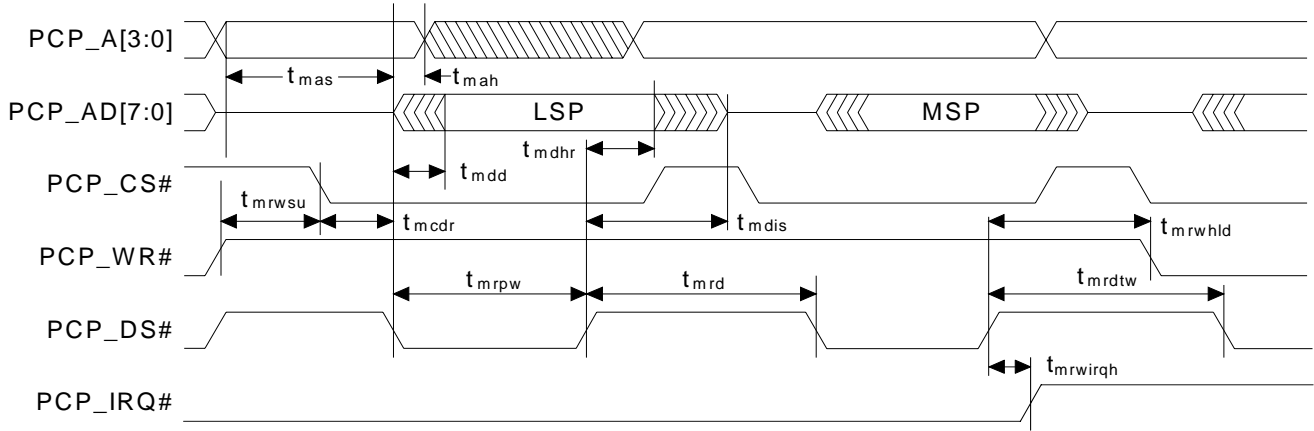 PCP_A[3:0]
t mas
t mah
PCP_AD[7:0]
LSP
MSP
t mdhr
t mdd
PCP_CS#
t mrwsu
t mcdr
t mdis
t mrwhld
PCP_WR#
t mrpw
t mrd
t mrdtw
PCP_DS#
t mrwirqh
PCP_IRQ#